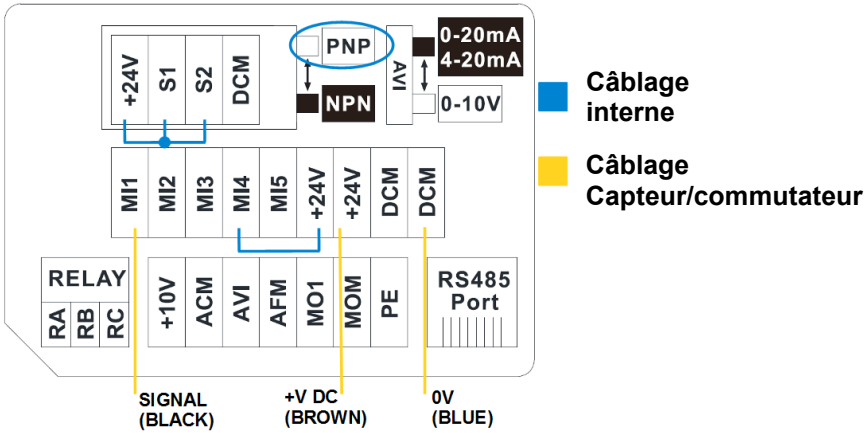 +24V S1 S2 DCM
PNP
NPN
AVI
0-20mA
4-20mA
0-10V
Câblage
interne
Câblage
Capteur/commutateur
MI1 MI2 MI3 MI4 MI5 +24V +24V DCM DCM
RELAY
RA RB RC
+10V ACM AVI AFM MO1 MOM PE
RS485
Port
SIGNAL
(BLACK)
+V DC
(BROWN)
0V
(BLUE)